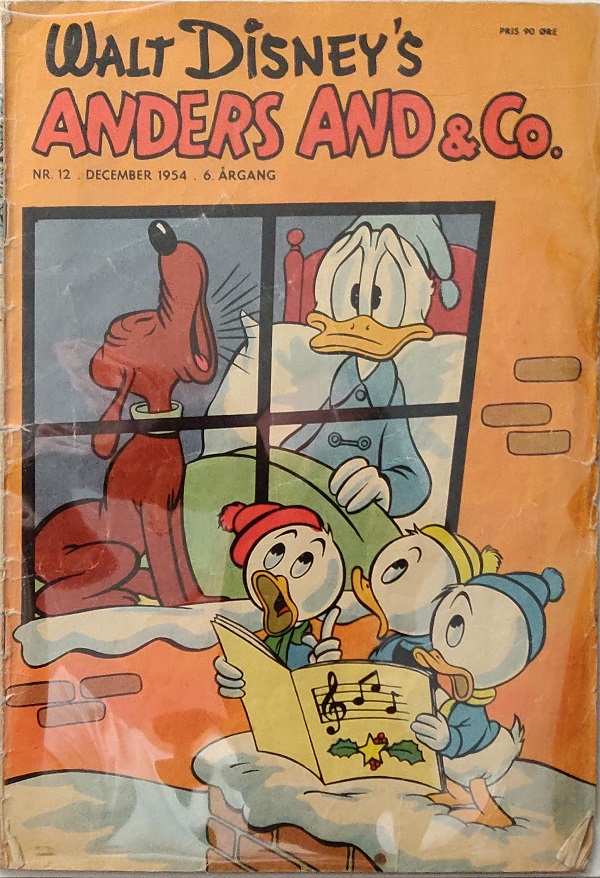 PRIS 90 ØRE
WALT DISNEY'S
ANDERS AND & Co.
NR. 12 . DECEMBER 1954 . 6. ÅRGANG